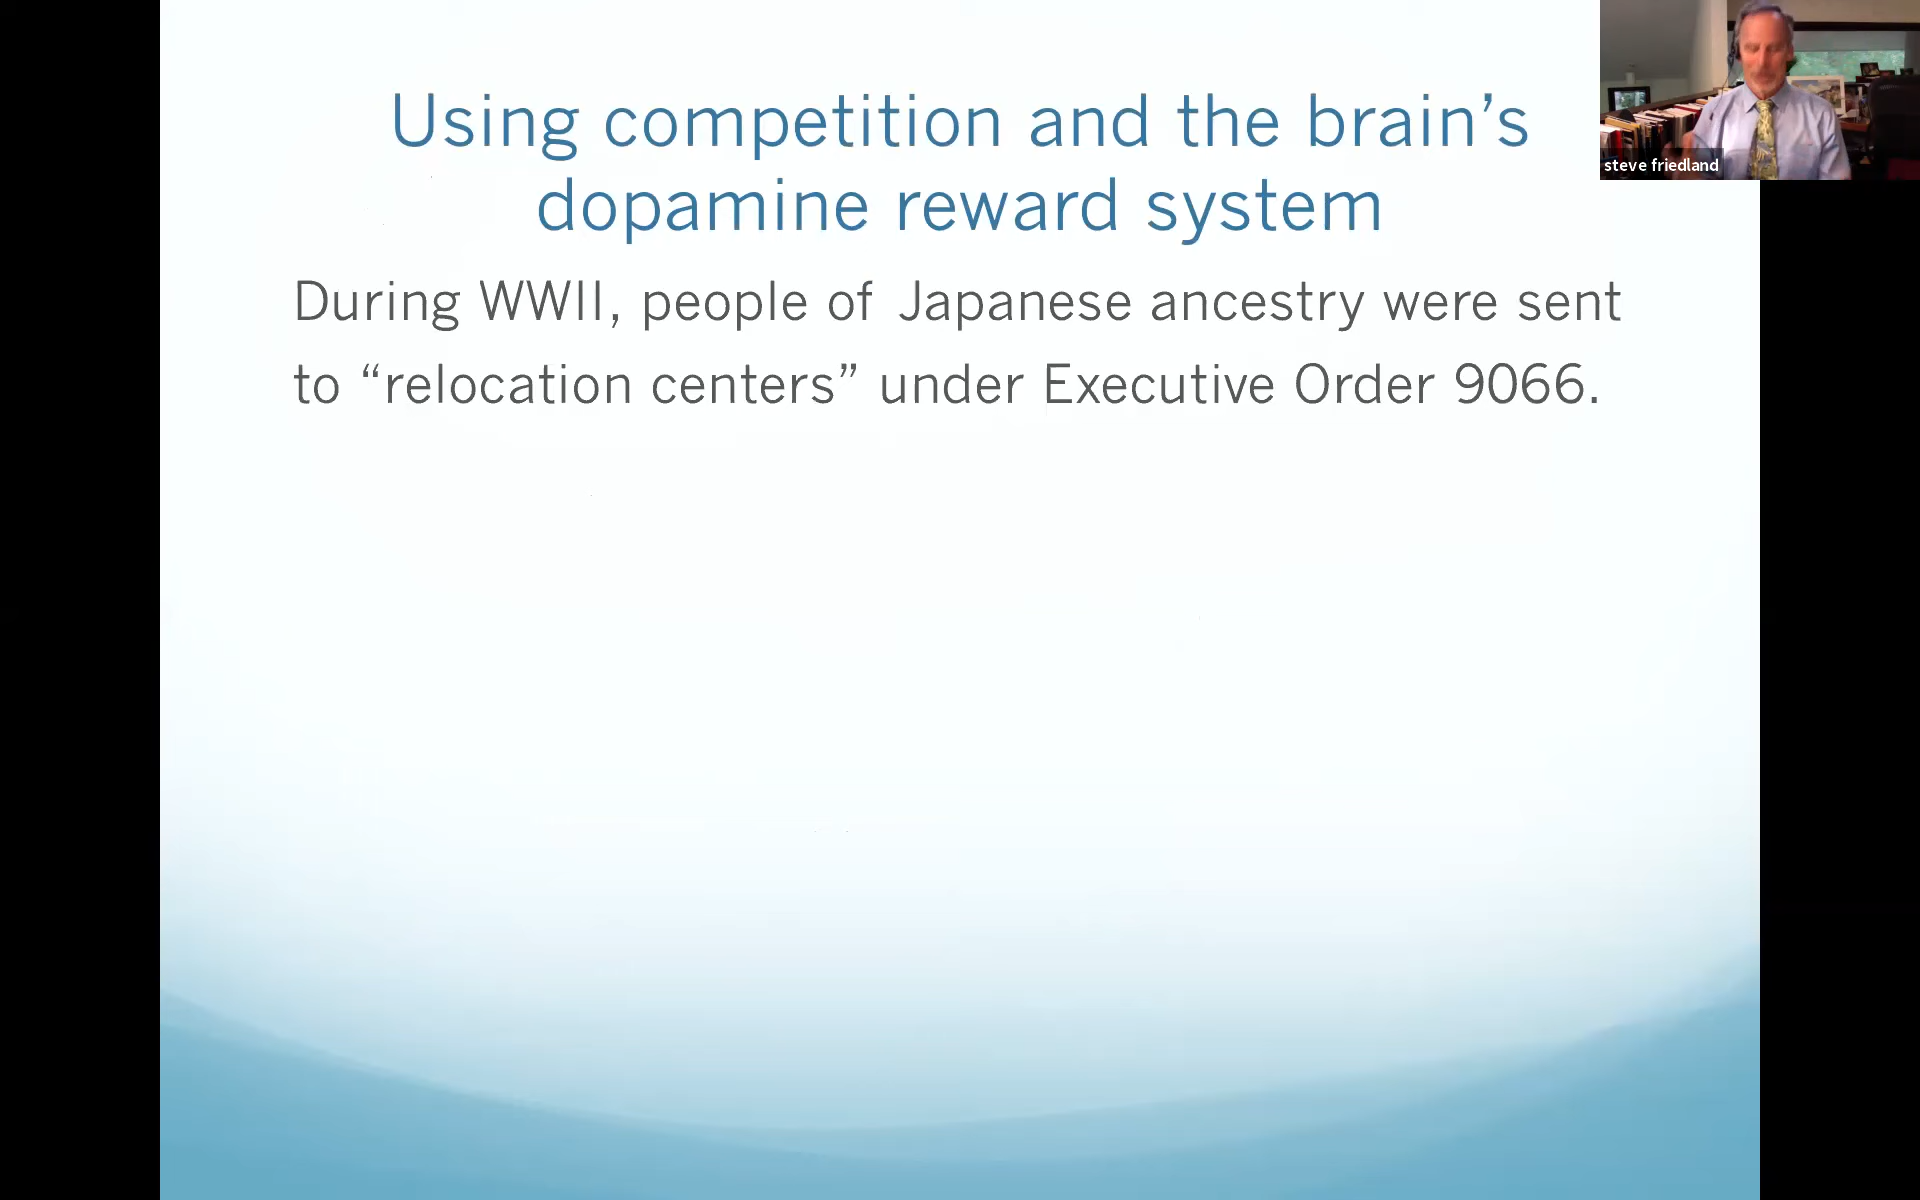 Using competition and the brain’s
dopamine reward system
During WWII, people of Japanese ancestry were sent
to “relocation centers” under Executive Order 9066.
steve friedland